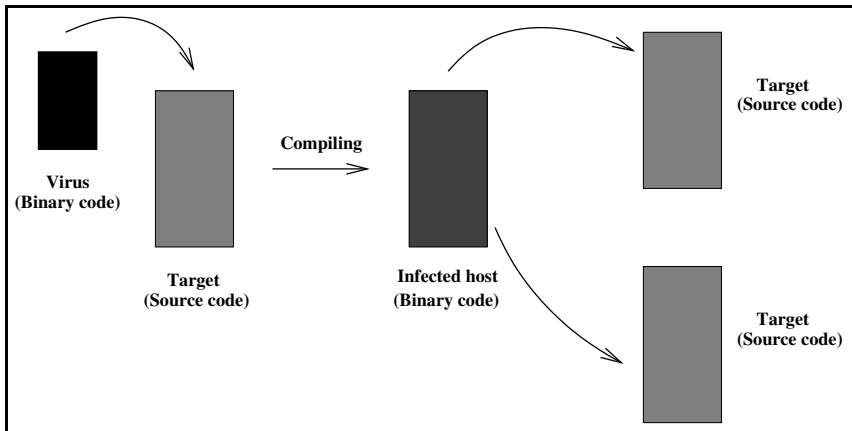 Virus
(Binary code)
Target
(Source code)
Compiling
Infected host
(Binary code)
Target
(Source code)
Target
(Source code)